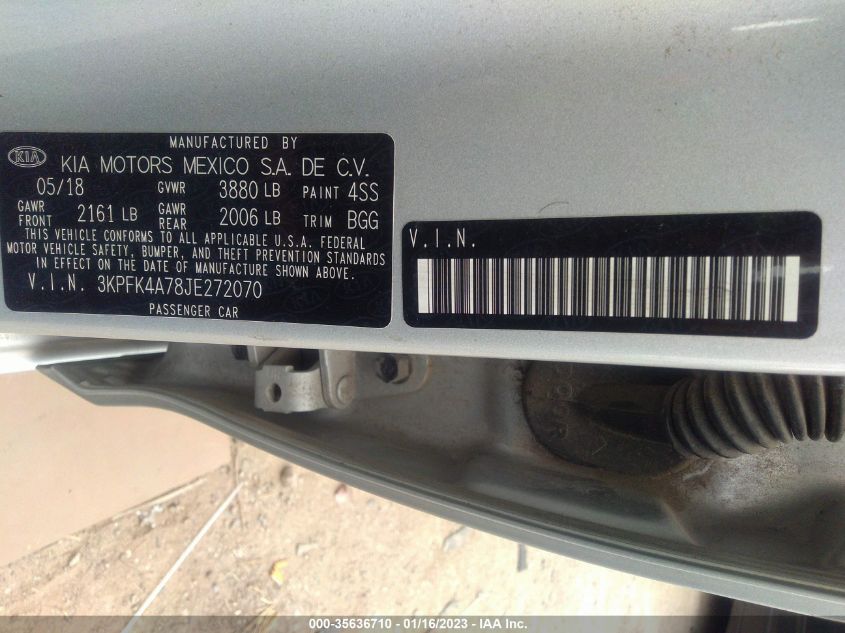 MANUFACTURED BY
KIA KIA MOTORS MEXICO S.A. DE C.V.
05/18 GVWR 3880 LB PAINT 4SS
GAWR FRONT 2161 LB GAWR REAR 2006 LB TRIM BGG
THIS VEHICLE CONFORMS TO ALL APPLICABLE U.S.A. FEDERAL
MOTOR VEHICLE SAFETY, BUMPER, AND THEFT PREVENTION STANDARDS
IN EFFECT ON THE DATE OF MANUFACTURE SHOWN ABOVE.
V.I.N. 3KPFK4A78JE272070
PASSENGER CAR
V.I.N.
000-35636710 - 01/16/2023 - IAA Inc.